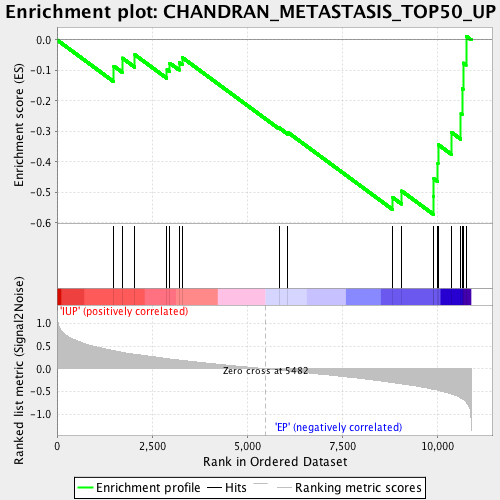 Enrichment plot: CHANDRAN_METASTASIS_TOP50_UP
Enrichment score (ES)
0.0
-0.1
-0.2
-0.3
-0.4
-0.5
-0.6
'IUP' (positively correlated)
Ranked list metric (Signal2Noise)
1.0
0.5
0.0
-0.5
-1.0
Zero cross at 5482
'EP' (negatively correlated)
0 2,500 5,000 7,500 10,000
Rank in Ordered Dataset
Enrichment profile Hits Ranking metric scores